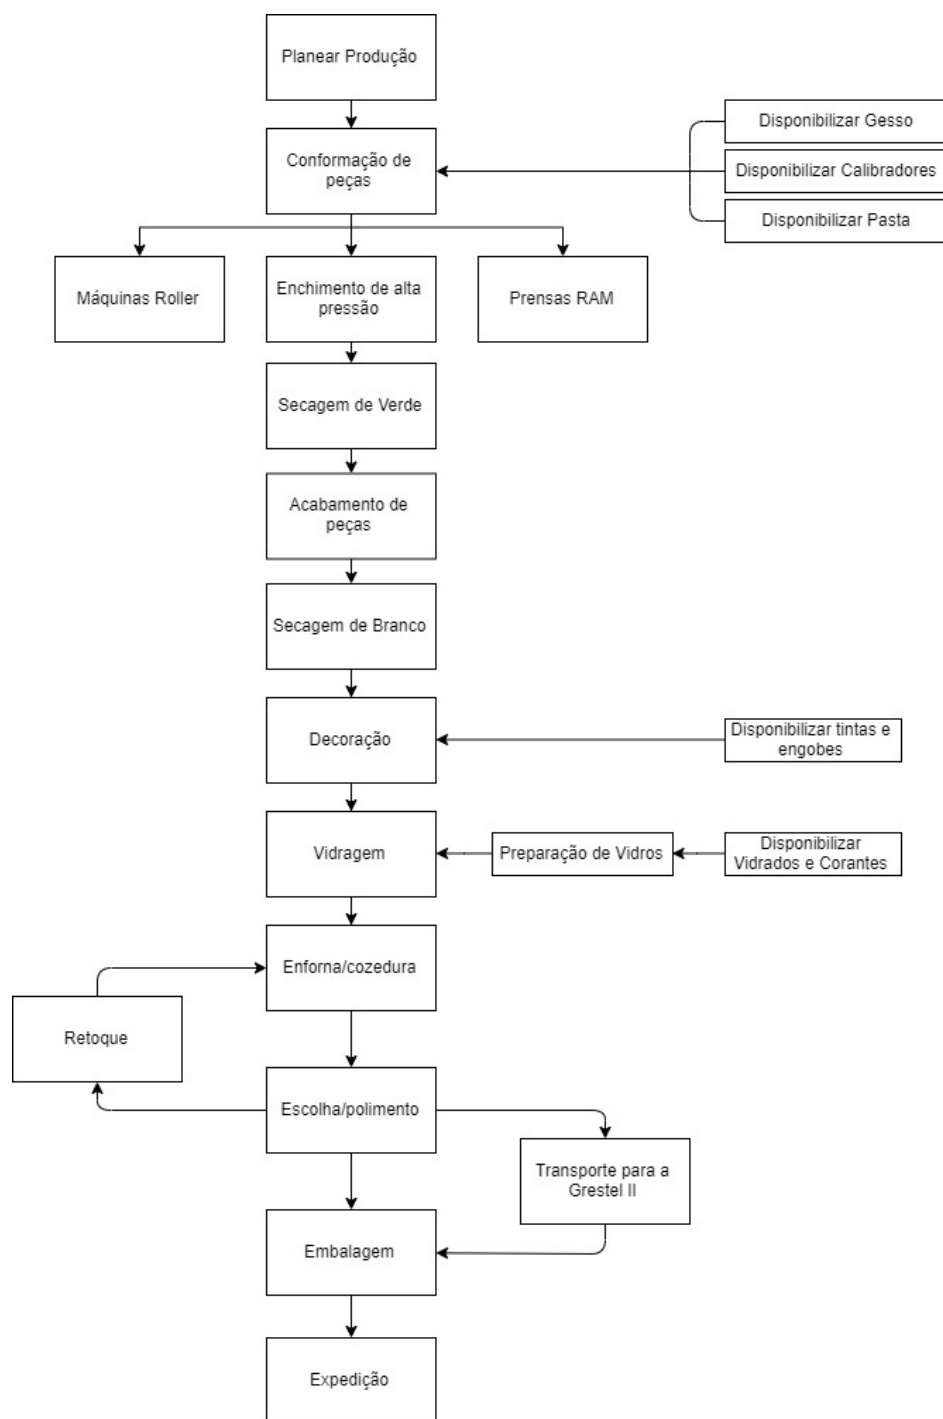 Planear Produção
Disponibilizar Gesso
Conformação de
peças
Disponibilizar Calibradores
Disponibilizar Pasta
Máquinas Roller
Enchimento de alta
pressão
Prensas RAM
Secagem de Verde
Acabamento de
peças
Secagem de Branco
Decoração
Disponibilizar tintas e
engobes
Vidragem
Preparação de Vidros
Disponibilizar
Vidrados e Corantes
Enforna/cozedura
Retoque
Escolha/polimento
Transporte para a
Grestel II
Embalagem
Expedição